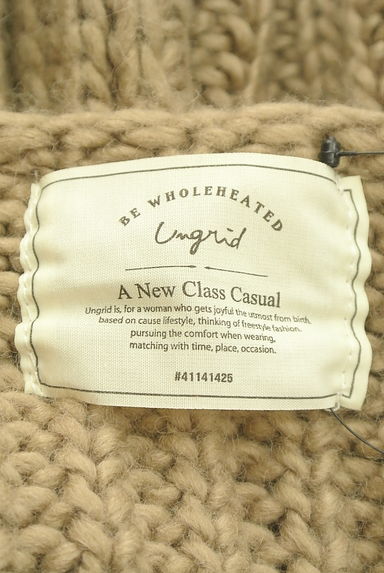 BE WHOLEHEATED
Ungrid
A New Class Casual
Ungrid is, for a woman who gets joyful the utmost from birth.
based on cause lifestyle, thinking of freestyle fashion.
pursuing the comfort when wearing,
matching with time, place, occasion.
#41141425